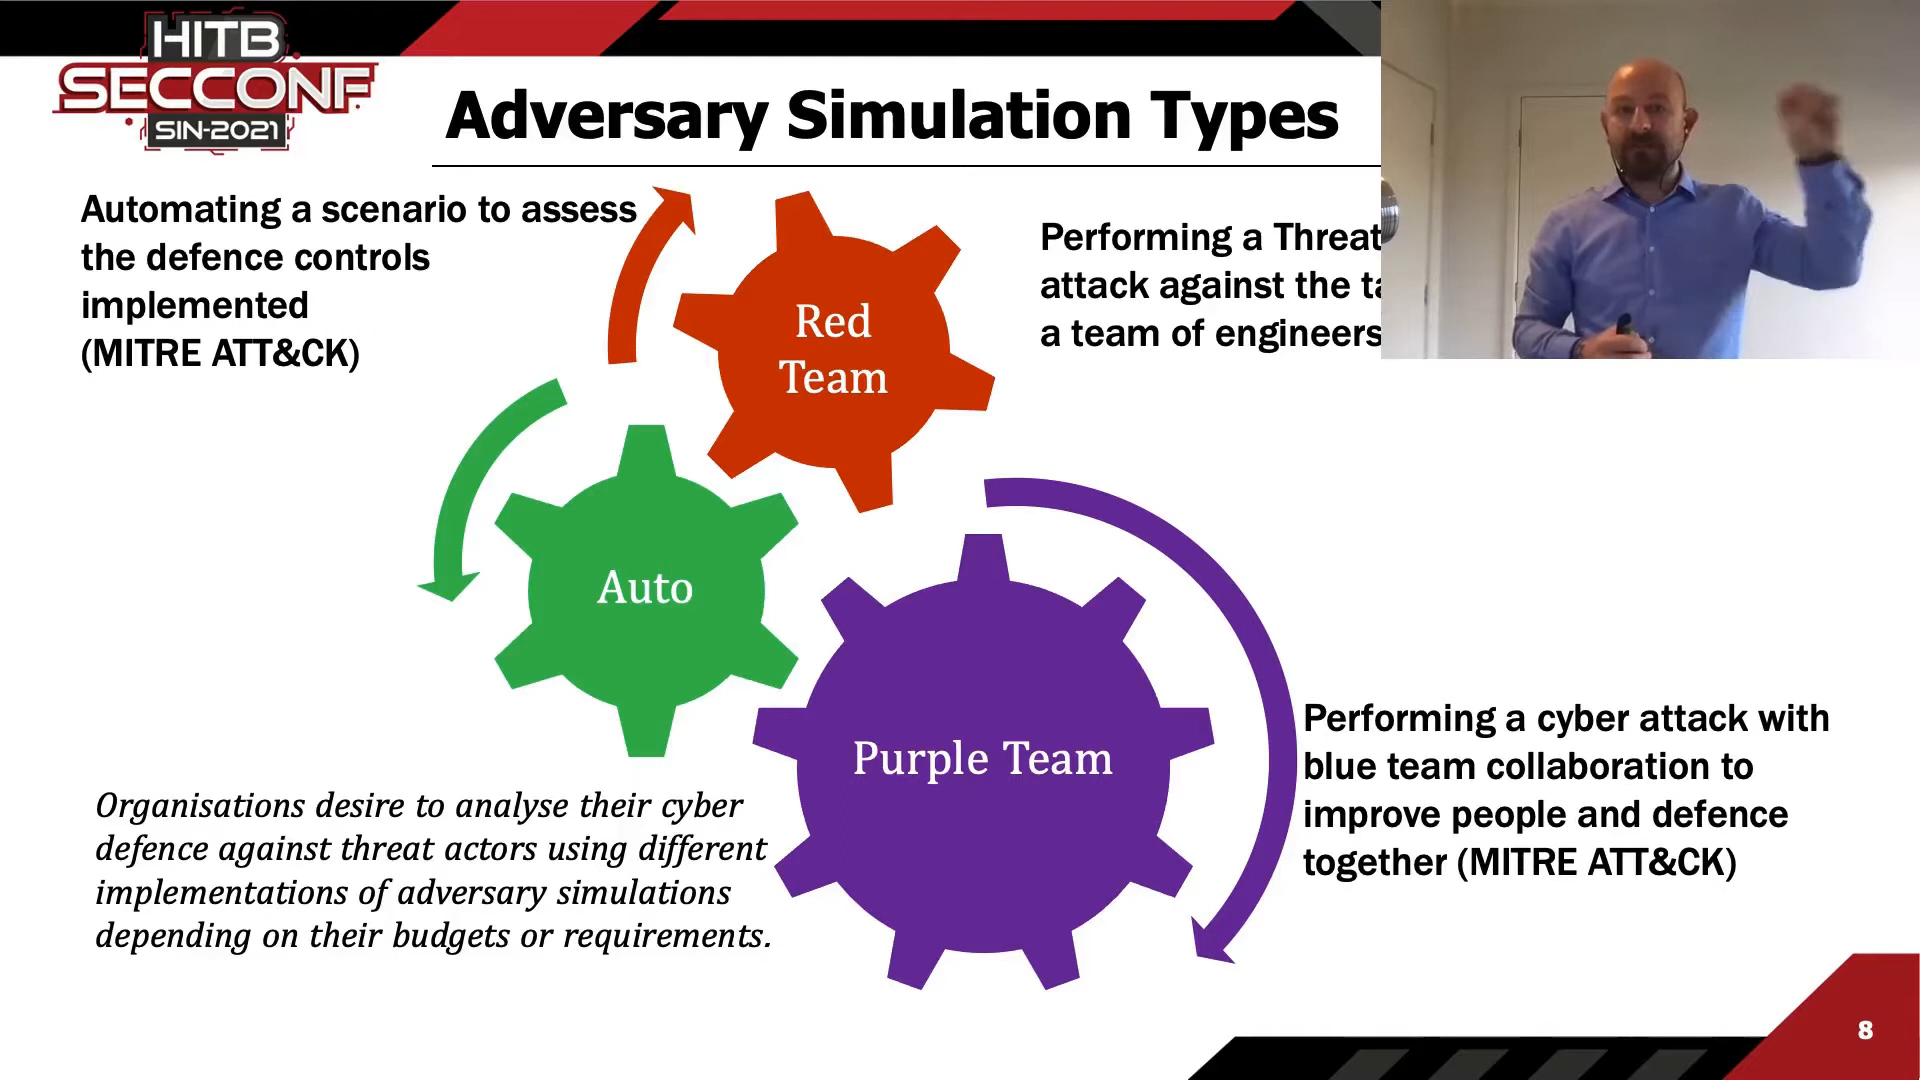 HITB
SECCONF
SIN-2021
Adversary Simulation Types
Automating a scenario to assess
the defence controls
implemented
(MITRE ATT&CK)
Red
Team
Performing a Threat
attack against the
a team of engineers
Auto
Purple Team
Performing a cyber attack with
blue team collaboration to
improve people and defence
together (MITRE ATT&CK)
Organisations desire to analyse their cyber
defence against threat actors using different
implementations of adversary simulations
depending on their budgets or requirements.
8